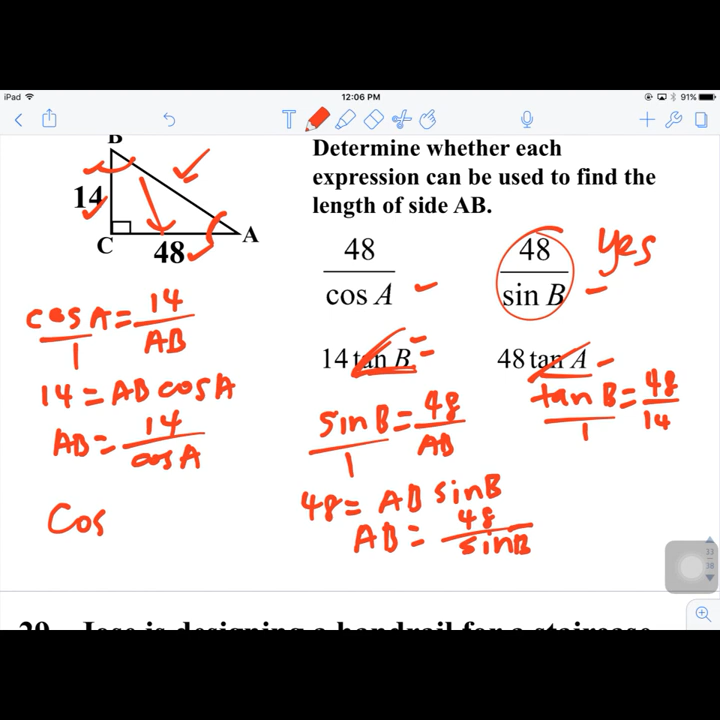 iPad 12:06 PM 91%
B
14
C 48 A
Determine whether each
expression can be used to find the
length of side AB.
48 / cos A
48 / sin B yes
14 tan B
48 tan A
cos A / 1 = 14 / AB
14 = AB cos A
AB = 14 / cos A
Cos
sin B / 1 = 48 / AB
48 = AB sin B
AB = 48 / sin B
tan B / 1 = 48 / 14
33
38